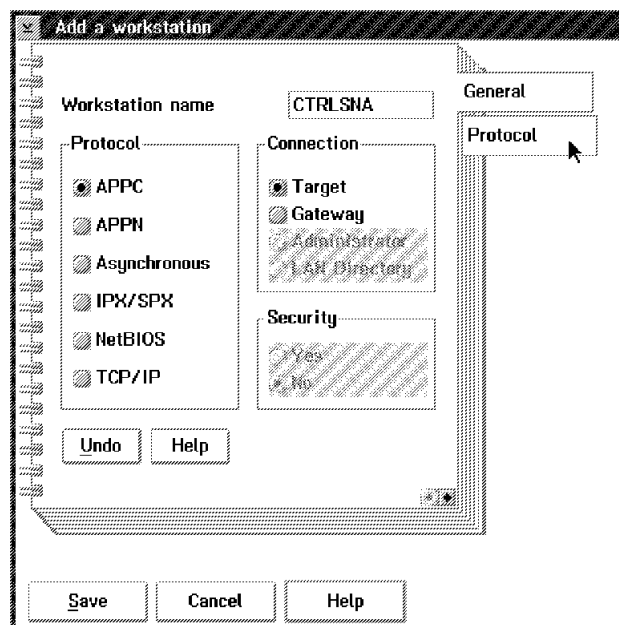 Add a workstation
General
Workstation name CTRLSNA
Protocol
Protocol
Connection
APPC
APPN
Asynchronous
IPX/SPX
NetBIOS
TCP/IP
Target
Gateway
Administrator
LAN Directory
Security
Yes
No
Undo Help
Save Cancel Help